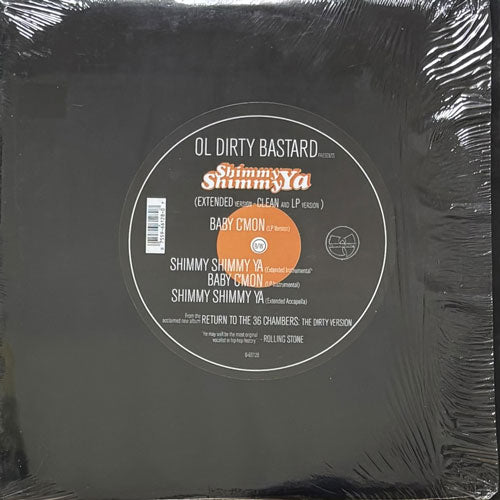 OL DIRTY BASTARD PRESENTS
Shimmy
Shimmy Ya
(EXTENDED VERSION - CLEAN AND LP VERSION)
BABY C'MON (LP Version)
B/W
SHIMMY SHIMMY YA (Extended Instrumental)
BABY C'MON (LP Instrumental)
SHIMMY SHIMMY YA (Extended Accapella)
From the
acclaimed new album RETURN TO THE 36 CHAMBERS: THE DIRTY VERSION
"He may well be the most original
vocalist in hip-hop history" - ROLLING STONE